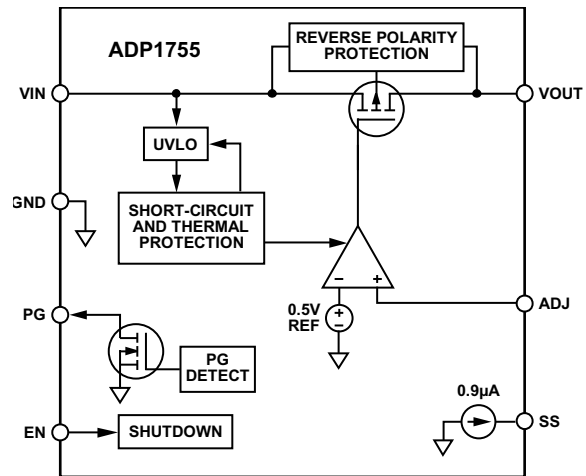 ADP1755
REVERSE POLARITY
PROTECTION
VIN
VOUT
UVLO
GND
SHORT-CIRCUIT
AND THERMAL
PROTECTION
–
+
0.5V
REF
+
–
ADJ
PG
PG
DETECT
0.9µA
SS
EN
SHUTDOWN